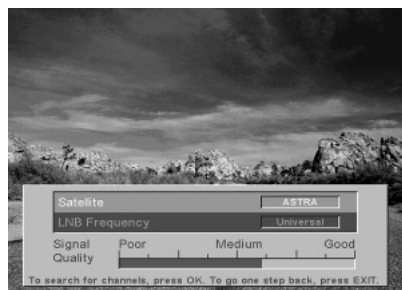 Satellite ASTRA
LNB Frequency Universal
Signal Quality Poor Medium Good
To search for channels, press OK. To go one step back, press EXIT.